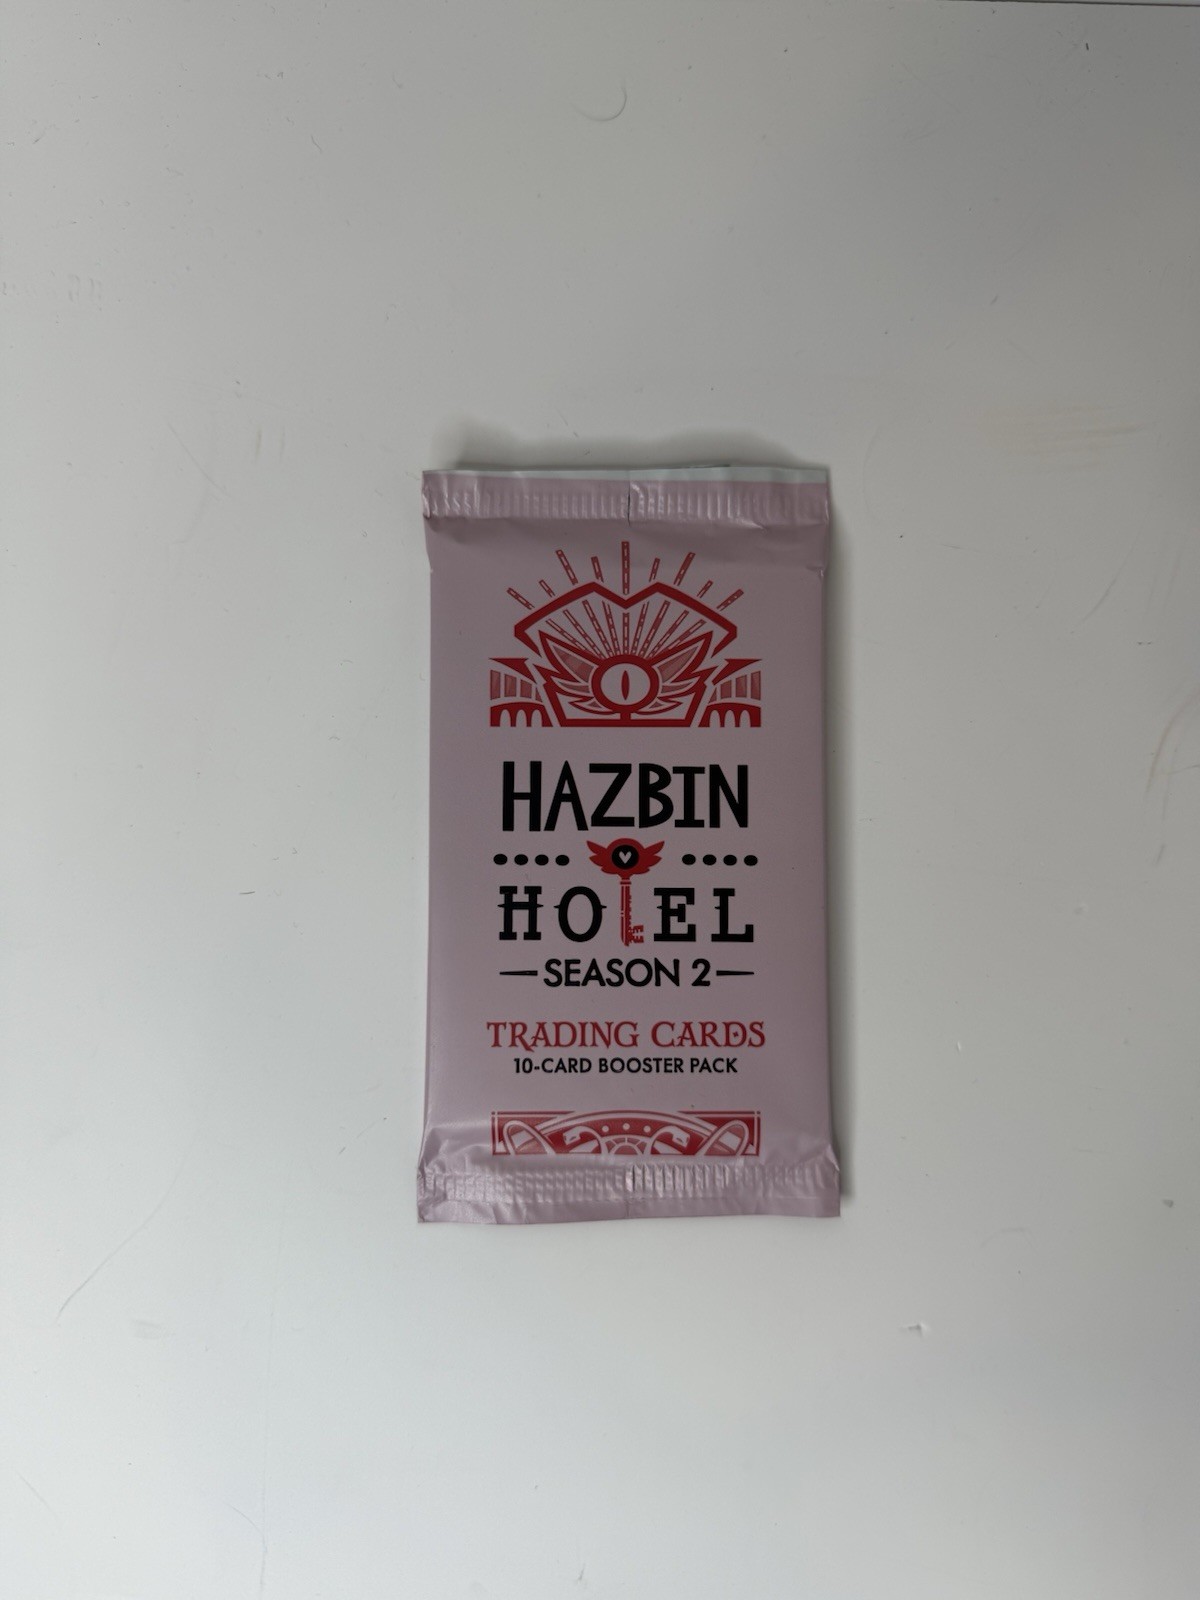 HAZBIN
HOTEL
SEASON 2
TRADING CARDS
10-CARD BOOSTER PACK